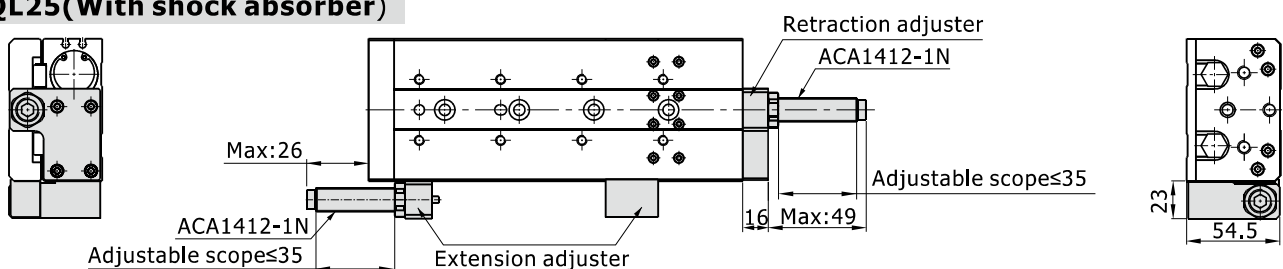 QL25(With shock absorber)
Retraction adjuster
ACA1412-1N
Max:26
Adjustable scope≤35
16
Max:49
23
54.5
ACA1412-1N
Adjustable scope≤35
Extension adjuster